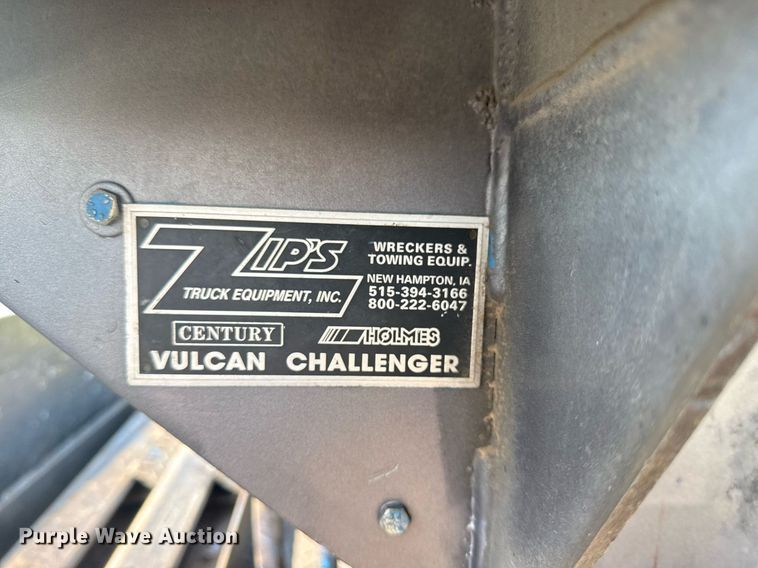 ZIP'S
TRUCK EQUIPMENT, INC.
WRECKERS &
TOWING EQUIP.
NEW HAMPTON, IA
515-394-3166
800-222-6047
CENTURY
HOLMES
VULCAN CHALLENGER
Purple Wave Auction